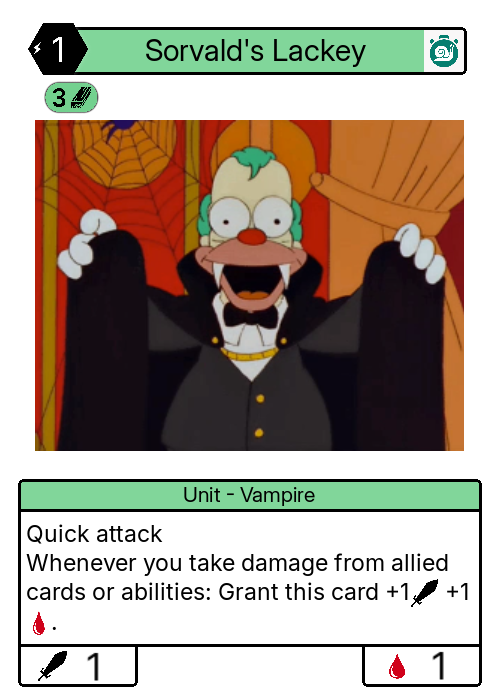 1
Sorvald's Lackey
3
Unit - Vampire
Quick attack
Whenever you take damage from allied
cards or abilities: Grant this card +1 +1
.
1
1